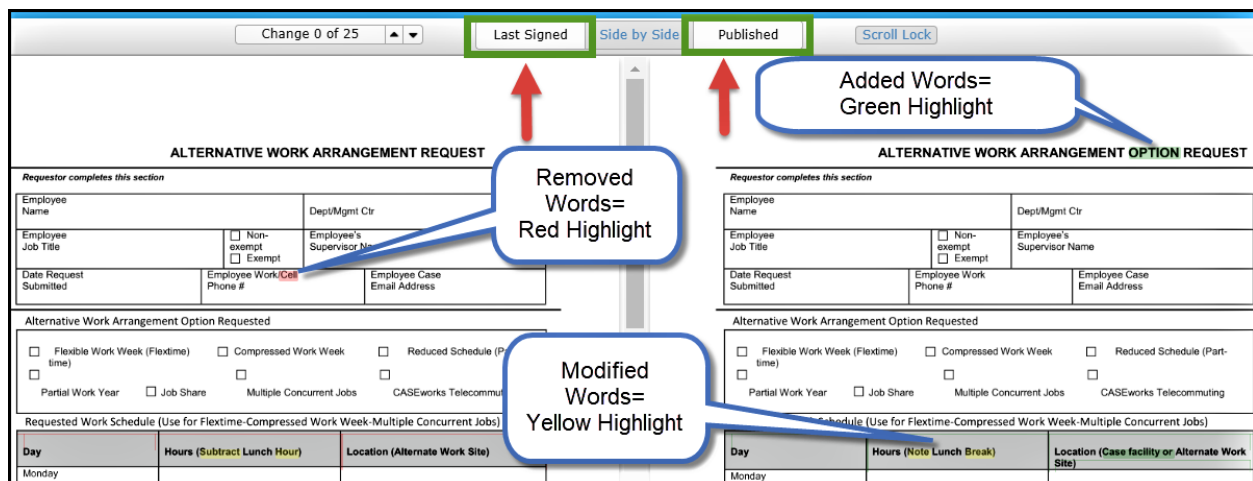 Change 0 of 25
Last Signed
Side by Side
Published
Scroll Lock
Added Words=
Green Highlight
ALTERNATIVE WORK ARRANGEMENT REQUEST
Requestor completes this section
Employee
Name
Dept/Mgmt Ctr
Employee
Job Title
Non-
exempt
Exempt
Employee's
Supervisor Name
Date Request
Submitted
Employee Work/Cell
Phone #
Employee Case
Email Address
Removed
Words=
Red Highlight
Alternative Work Arrangement Option Requested
Flexible Work Week (Flextime)
Compressed Work Week
Reduced Schedule
time)
Partial Work Year
Job Share
Multiple Concurrent Jobs
CASEworks
Modified
Words=
Yellow Highlight
Requested Work Schedule (Use for Flextime-Compressed Work Week-Multiple Concurrent Jobs)
Day
Hours (Subtract Lunch Hour)
Location (Alternate Work Site)
Monday
ALTERNATIVE WORK ARRANGEMENT OPTION REQUEST
Requestor completes this section
Employee
Name
Dept/Mgmt Ctr
Employee
Job Title
Non-
exempt
Exempt
Employee's
Supervisor Name
Date Request
Submitted
Employee Work
Phone #
Employee Case
Email Address
Alternative Work Arrangement Option Requested
Flexible Work Week (Flextime)
Compressed Work Week
Reduced Schedule (Part-
time)
Partial Work Year
Job Share
Multiple Concurrent Jobs
CASEworks Telecommuting
Schedule (Use for Flextime-Compressed Work Week-Multiple Concurrent Jobs)
Day
Hours (Note Lunch Break)
Location (Case facility or Alternate Work
Site)
Monday